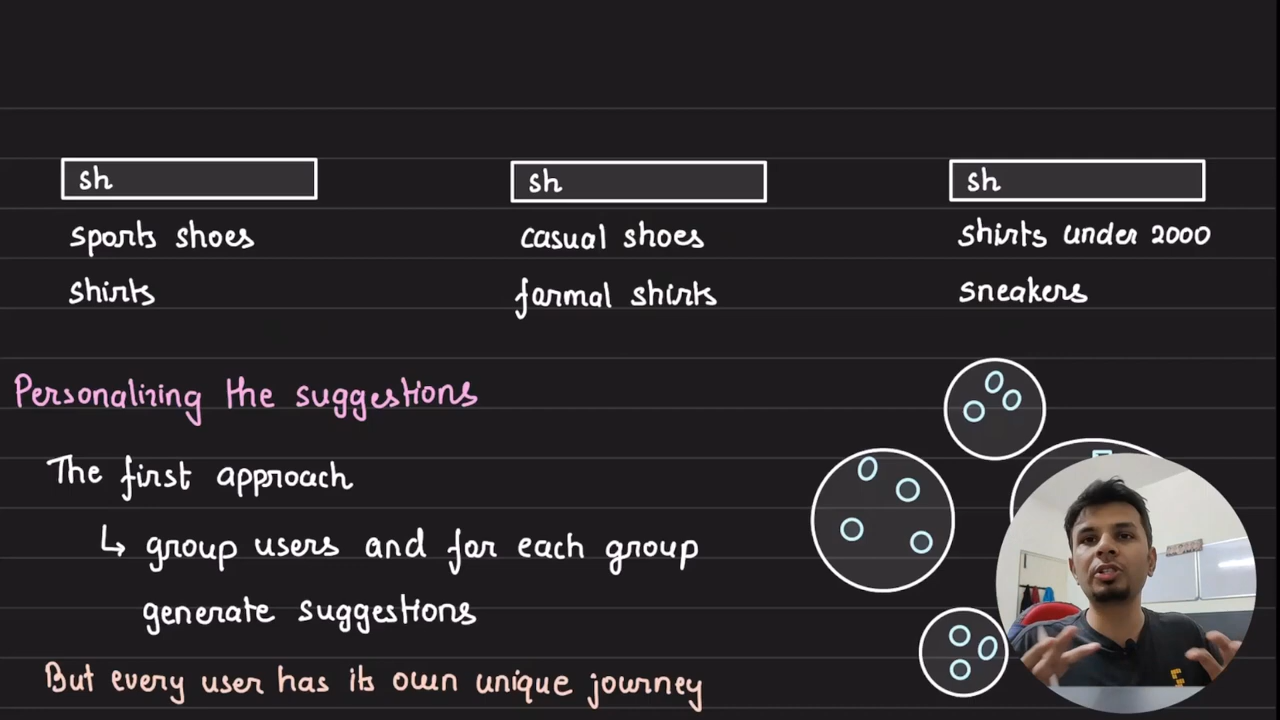 sh
sports shoes
shirts
sh
casual shoes
formal shirts
sh
shirts under 2000
sneakers
Personalizing the suggestions
The first approach
↳ group users and for each group
generate suggestions
But every user has its own unique journey